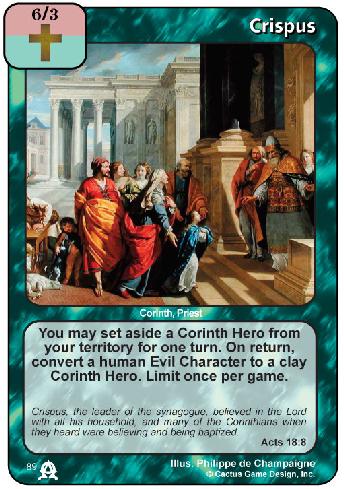 6/3
Crispus
Corinth, Priest
You may set aside a Corinth Hero from
your territory for one turn. On return,
convert a human Evil Character to a clay
Corinth Hero. Limit once per game.
Crispus, the leader of the synagogue, believed in the Lord
with all his household, and many of the Corinthians when
they heard were believing and being baptized.
Acts 18:8
89
Illus. Philippe de Champaigne
© Cactus Game Design, Inc.